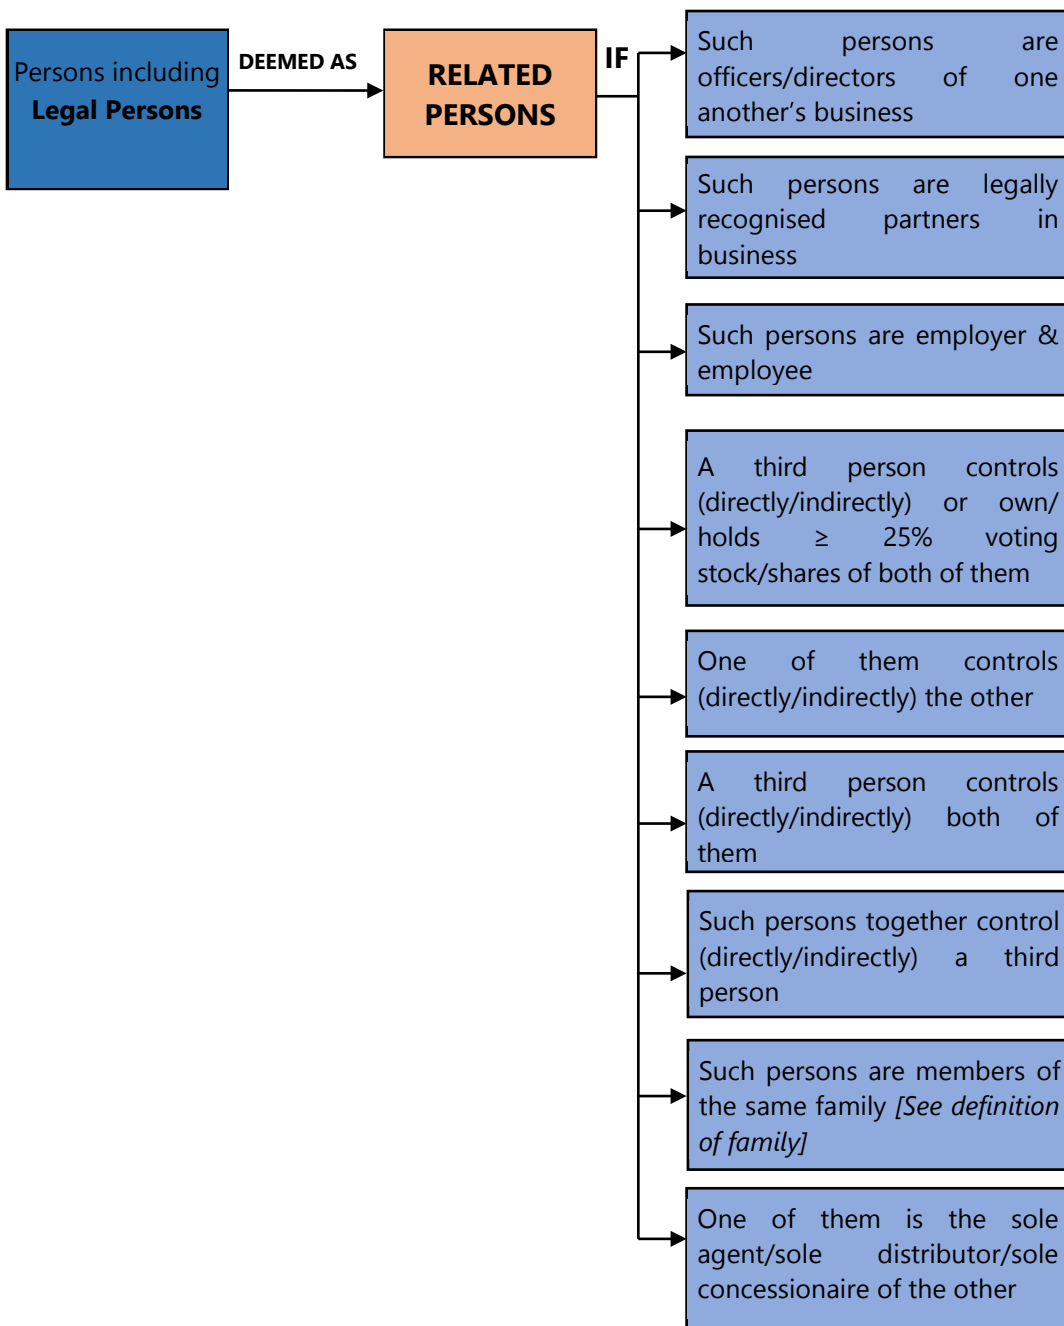 Persons including
Legal Persons
DEEMED AS
RELATED
PERSONS
IF
Such persons are
officers/directors of one
another’s business
Such persons are legally
recognised partners in
business
Such persons are employer &
employee
A third person controls
(directly/indirectly) or own/
holds ≥ 25% voting
stock/shares of both of them
One of them controls
(directly/indirectly) the other
A third person controls
(directly/indirectly) both of
them
Such persons together control
(directly/indirectly) a third
person
Such persons are members of
the same family [See definition
of family]
One of them is the sole
agent/sole distributor/sole
concessionaire of the other